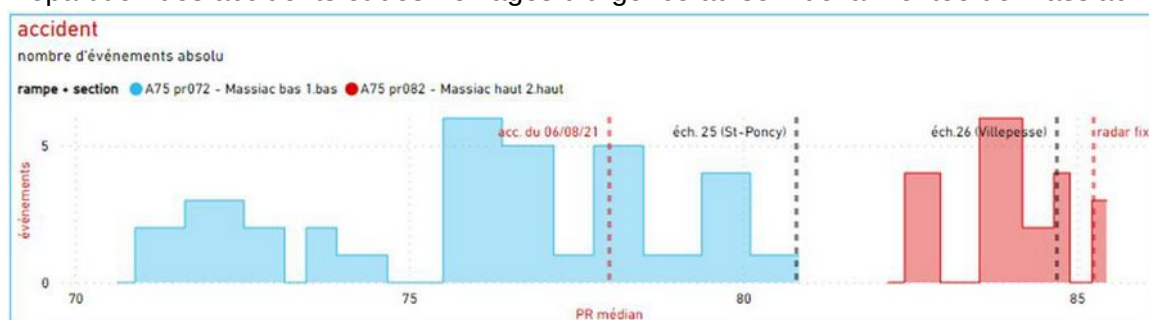 accident
nombre d'événements absolu
rampe • section A75 pr072 - Massiac bas 1.bas A75 pr082 - Massiac haut 2.haut
acc. du 06/08/21 éch. 25 (St-Poncy) éch.26 (Villepesse) radar fix
5
événements
0
70 75 80 85
PR médian